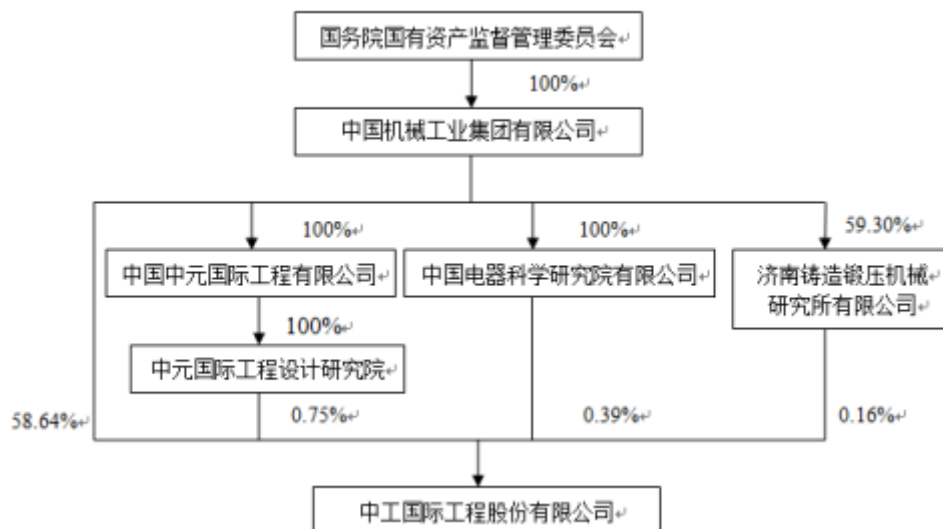 国务院国有资产监督管理委员会↵
100%↵
中国机械工业集团有限公司↵
100%↵
100%↵
59.30%↵
中国中元国际工程有限公司↵
中国电器科学研究院有限公司↵
济南铸造锻压机械↵
研究所有限公司↵
100%↵
中元国际工程设计研究院↵
58.64%↵
0.75%↵
0.39%↵
0.16%↵
中工国际工程股份有限公司↵